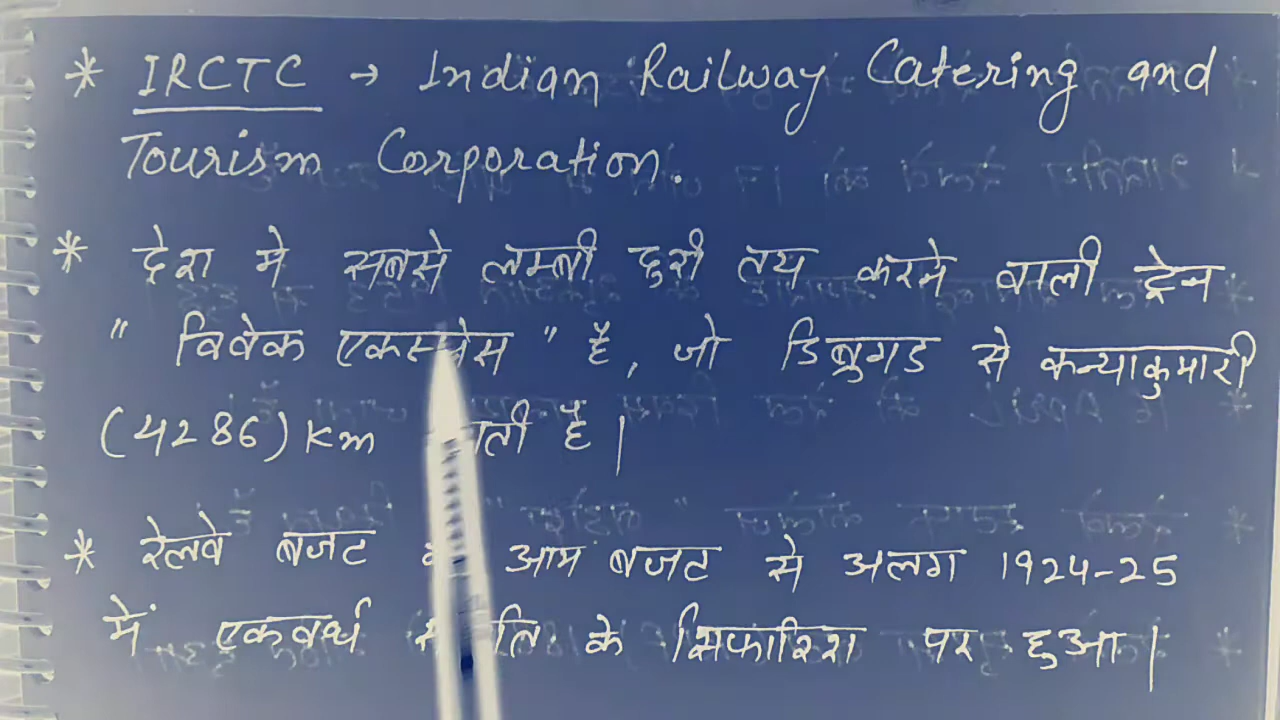 * IRCTC → Indian Railway Catering and
Tourism Corporation.
* देश मे सबसे लम्बी दुरी तय करने वाली ट्रेन
" विवेक एक्सप्रेस " है, जो डिब्रुगड से कन्याकुमारी
(4286) Km है।
* रेलवे बजट आम बजट से अलग 1924-25
में एकवर्थ के सिफारिश पर हुआ।